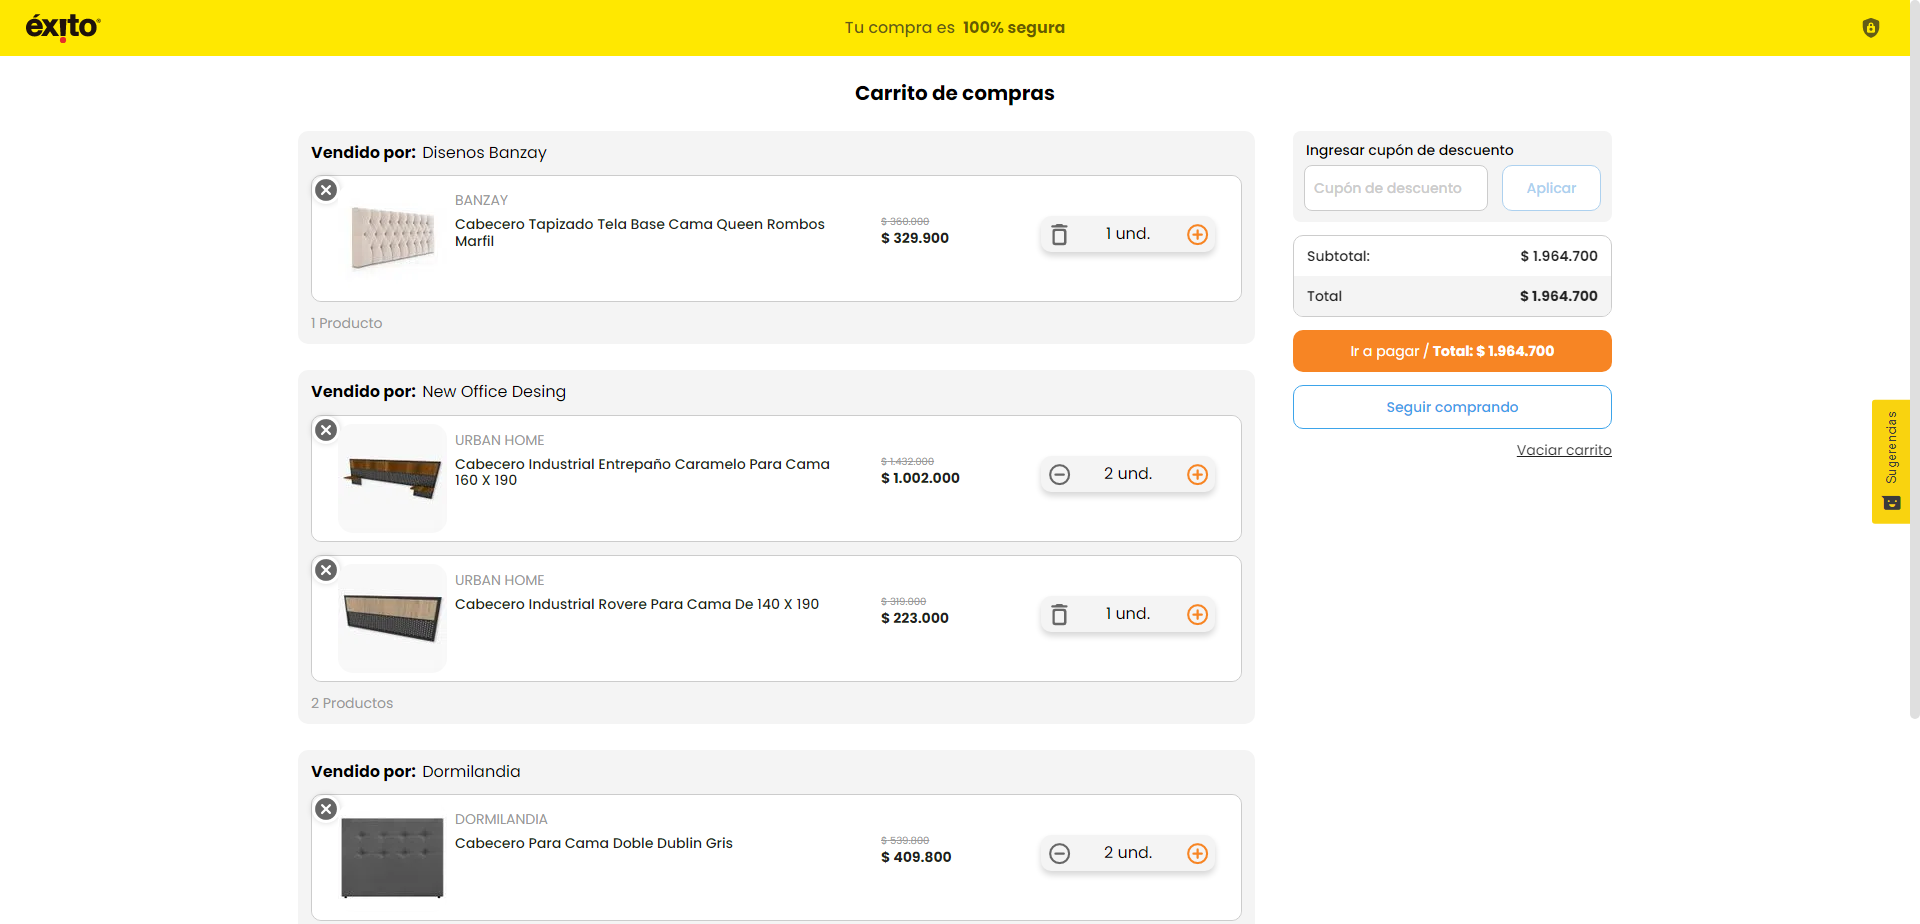 éxito
Tu compra es 100% segura
Carrito de compras
Vendido por: Disenos Banzay
BANZAY
Cabecero Tapizado Tela Base Cama Queen Rombos
Marfil
$ 360.000
$ 329.900
1 und.
1 Producto
Vendido por: New Office Desing
URBAN HOME
Cabecero Industrial Entrepaño Caramelo Para Cama
160 X 190
$ 1.432.000
$ 1.002.000
2 und.
URBAN HOME
Cabecero Industrial Rovere Para Cama De 140 X 190
$ 319.000
$ 223.000
1 und.
2 Productos
Vendido por: Dormilandia
DORMILANDIA
Cabecero Para Cama Doble Dublin Gris
$ 539.800
$ 409.800
2 und.
Ingresar cupón de descuento
Cupón de descuento
Aplicar
Subtotal: $ 1.964.700
Total $ 1.964.700
Ir a pagar / Total: $ 1.964.700
Seguir comprando
Vaciar carrito
Sugerencias